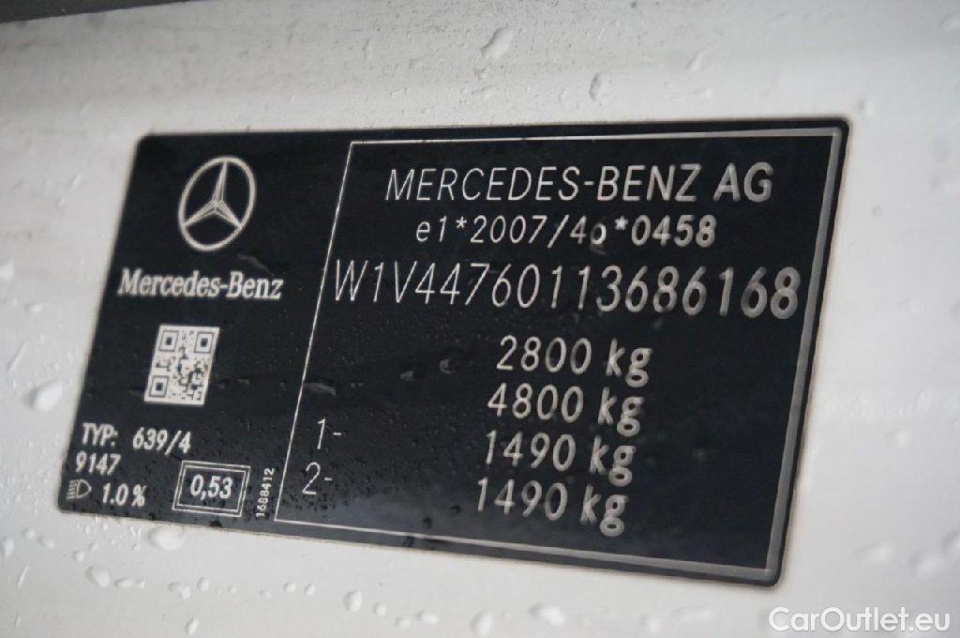 MERCEDES-BENZ AG
e1*2007/46*0458
W1V44760113686168
2800 kg
4800 kg
1- 1490 kg
2- 1490 kg
Mercedes-Benz
TYP: 639/4
9147
1.0%
0,53
1688412
CarOutlet.eu